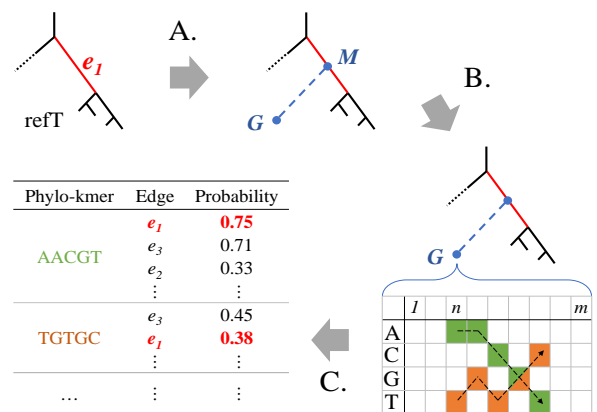 A.
e1
M
B.
G
refT
Phylo-kmer Edge Probability
e1 0.75
AACGT e3 0.71
e2 0.33
⋮ ⋮
TGTGC e3 0.45
e1 0.38
⋮ ⋮
... ⋮ ⋮
G
1 n m
A
C
G
T
C.